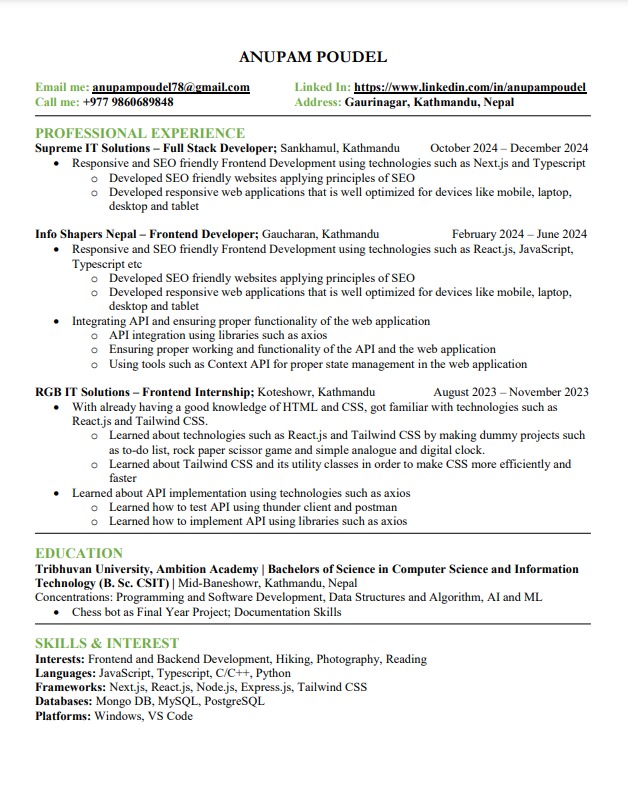 ANUPAM POUDEL
Email me: anupampoudel78@gmail.com Linked In: https://www.linkedin.com/in/anupampoudel
Call me: +977 9860689848 Address: Gaurinagar, Kathmandu, Nepal
PROFESSIONAL EXPERIENCE
Supreme IT Solutions – Full Stack Developer; Sankhamul, Kathmandu October 2024 – December 2024
• Responsive and SEO friendly Frontend Development using technologies such as Next.js and Typescript
o Developed SEO friendly websites applying principles of SEO
o Developed responsive web applications that is well optimized for devices like mobile, laptop,
desktop and tablet
Info Shapers Nepal – Frontend Developer; Gaucharan, Kathmandu February 2024 – June 2024
• Responsive and SEO friendly Frontend Development using technologies such as React.js, JavaScript,
Typescript etc
o Developed SEO friendly websites applying principles of SEO
o Developed responsive web applications that is well optimized for devices like mobile, laptop,
desktop and tablet
• Integrating API and ensuring proper functionality of the web application
o API integration using libraries such as axios
o Ensuring proper working and functionality of the API and the web application
o Using tools such as Context API for proper state management in the web application
RGB IT Solutions – Frontend Internship; Koteshowr, Kathmandu August 2023 – November 2023
• With already having a good knowledge of HTML and CSS, got familiar with technologies such as
React.js and Tailwind CSS.
o Learned about technologies such as React.js and Tailwind CSS by making dummy projects such
as to-do list, rock paper scissor game and simple analogue and digital clock.
o Learned about Tailwind CSS and its utility classes in order to make CSS more efficiently and
faster
• Learned about API implementation using technologies such as axios
o Learned how to test API using thunder client and postman
o Learned how to implement API using libraries such as axios
EDUCATION
Tribhuvan University, Ambition Academy | Bachelors of Science in Computer Science and Information
Technology (B. Sc. CSIT) | Mid-Baneshowr, Kathmandu, Nepal
Concentrations: Programming and Software Development, Data Structures and Algorithm, AI and ML
• Chess bot as Final Year Project; Documentation Skills
SKILLS & INTEREST
Interests: Frontend and Backend Development, Hiking, Photography, Reading
Languages: JavaScript, Typescript, C/C++, Python
Frameworks: Next.js, React.js, Node.js, Express.js, Tailwind CSS
Databases: Mongo DB, MySQL, PostgreSQL
Platforms: Windows, VS Code